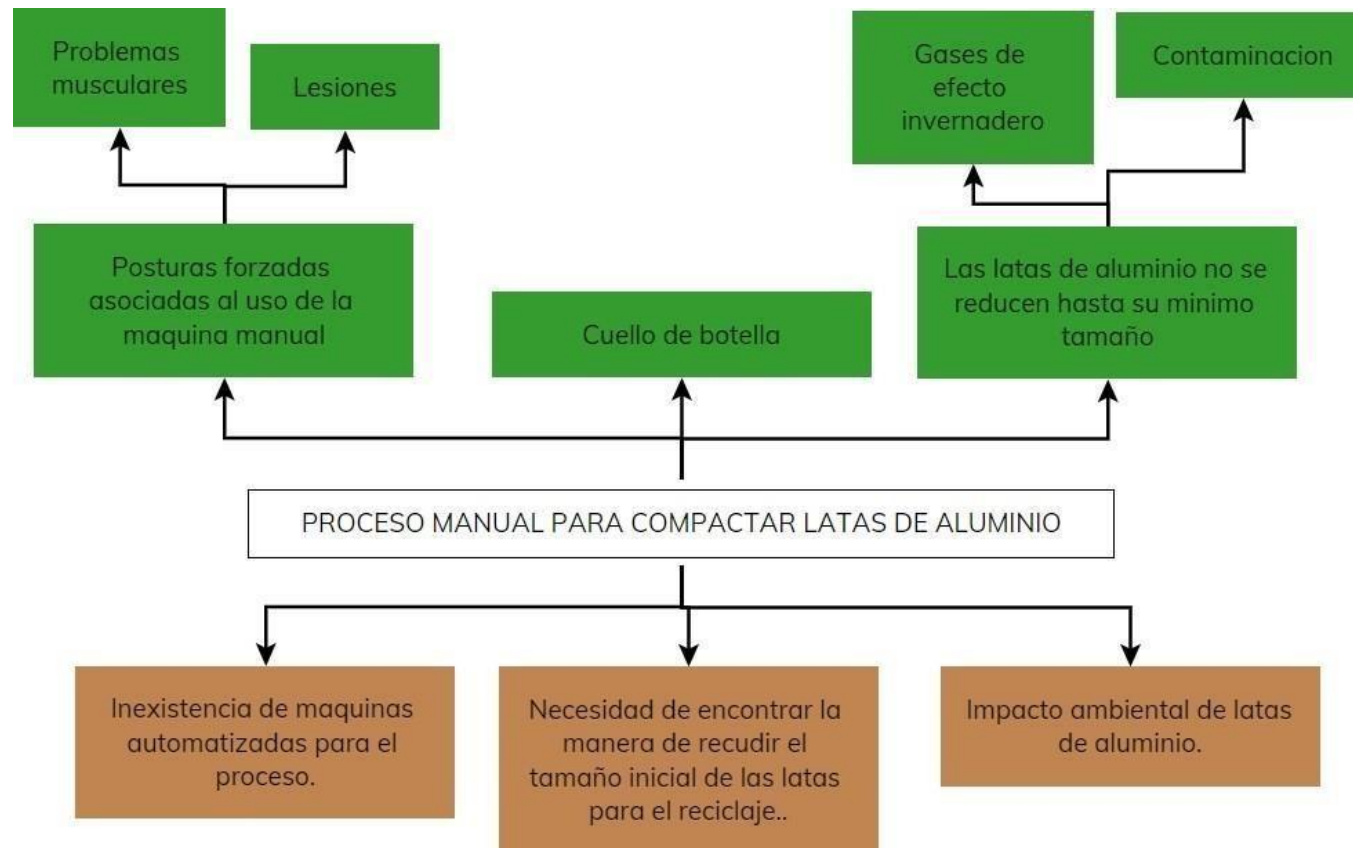 Problemas
musculares
Lesiones
Gases de
efecto
invernadero
Contaminacion
Posturas forzadas
asociadas al uso de la
maquina manual
Cuello de botella
Las latas de aluminio no se
reducen hasta su minimo
tamaño
PROCESO MANUAL PARA COMPACTAR LATAS DE ALUMINIO
Inexistencia de maquinas
automatizadas para el
proceso.
Necesidad de encontrar la
manera de recudir el
tamaño inicial de las latas
para el reciclaje..
Impacto ambiental de latas
de aluminio.